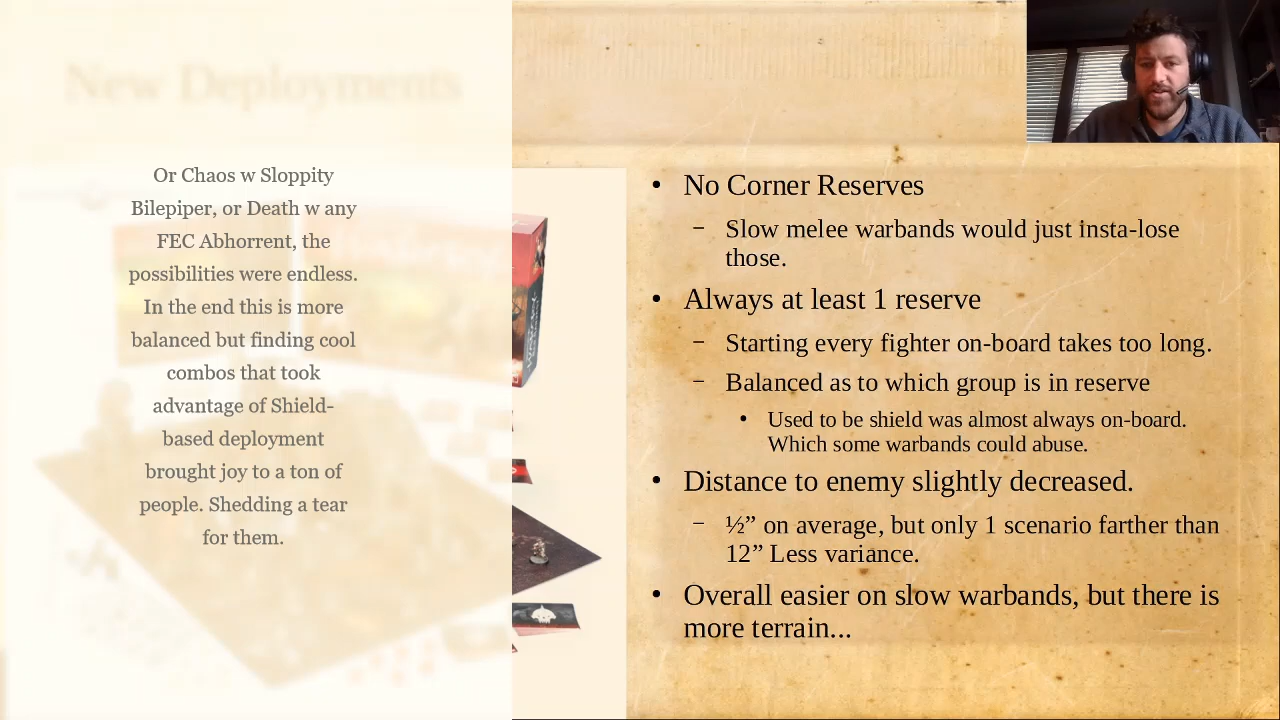 New Deployment
Or Chaos w Sloppity
Bilepiper, or Death w any
FEC Abhorrent, the
possibilities were endless.
In the end this is more
balanced but finding cool
combos that took
advantage of Shield-
based deployment
brought joy to a ton of
people. Shedding a tear
for them.
• No Corner Reserves
– Slow melee warbands would just insta-lose
those.
• Always at least 1 reserve
– Starting every fighter on-board takes too long.
– Balanced as to which group is in reserve
• Used to be shield was almost always on-board.
Which some warbands could abuse.
• Distance to enemy slightly decreased.
– ½” on average, but only 1 scenario farther than
12” Less variance.
• Overall easier on slow warbands, but there is
more terrain...